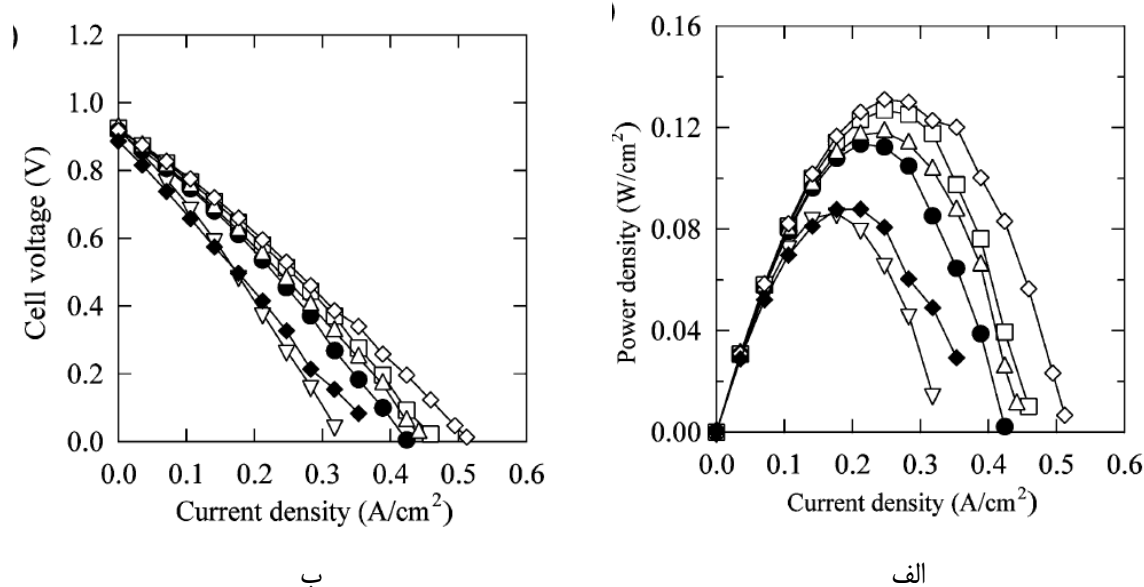 )
1.2
1.0
0.8
0.6
0.4
0.2
0.0
Cell voltage (V)
0.0 0.1 0.2 0.3 0.4 0.5 0.6
Current density (A/cm²)
ب
)
0.16
0.12
0.08
0.04
0.00
Power density (W/cm²)
0.0 0.1 0.2 0.3 0.4 0.5 0.6
Current density (A/cm²)
الف